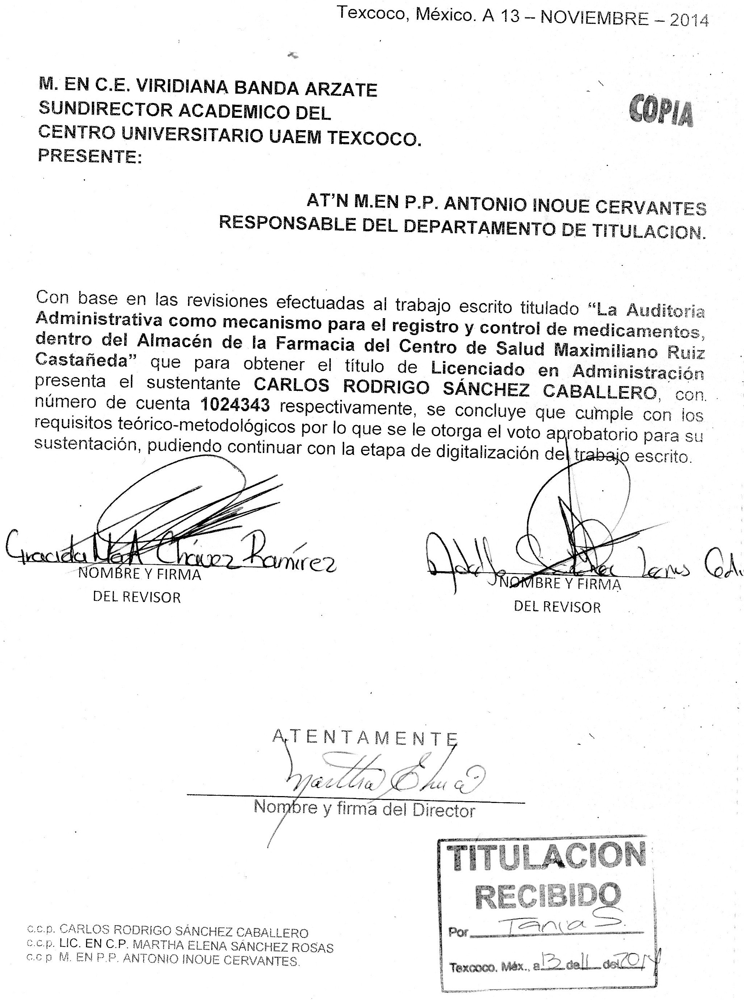 Texcoco, México. A 13 – NOVIEMBRE – 2014
M. EN C.E. VIRIDIANA BANDA ARZATE
SUNDIRECTOR ACADEMICO DEL
CENTRO UNIVERSITARIO UAEM TEXCOCO.
PRESENTE:
COPIA
AT’N M.EN P.P. ANTONIO INOUE CERVANTES
RESPONSABLE DEL DEPARTAMENTO DE TITULACION.
Con base en las revisiones efectuadas al trabajo escrito titulado “La Auditoria
Administrativa como mecanismo para el registro y control de medicamentos,
dentro del Almacén de la Farmacia del Centro de Salud Maximiliano Ruiz
Castañeda” que para obtener el título de Licenciado en Administración
presenta el sustentante CARLOS RODRIGO SÁNCHEZ CABALLERO, con
número de cuenta 1024343 respectivamente, se concluye que cumple con los
requisitos teórico-metodológicos por lo que se le otorga el voto aprobatorio para su
sustentación, pudiendo continuar con la etapa de digitalización del trabajo escrito.
Chávez Ramírez
NOMBRE Y FIRMA
DEL REVISOR
NOMBRE Y FIRMA
DEL REVISOR
ATENTAMENTE
Martha Elena
Nombre y firma del Director
TITULACION
RECIBIDO
Por Tania S.
Texcoco, Méx., a 13 de 11 del 2014
c.c.p. CARLOS RODRIGO SÁNCHEZ CABALLERO
c.c.p. LIC. EN C.P. MARTHA ELENA SÁNCHEZ ROSAS
c.c p M. EN P.P. ANTONIO INOUE CERVANTES.